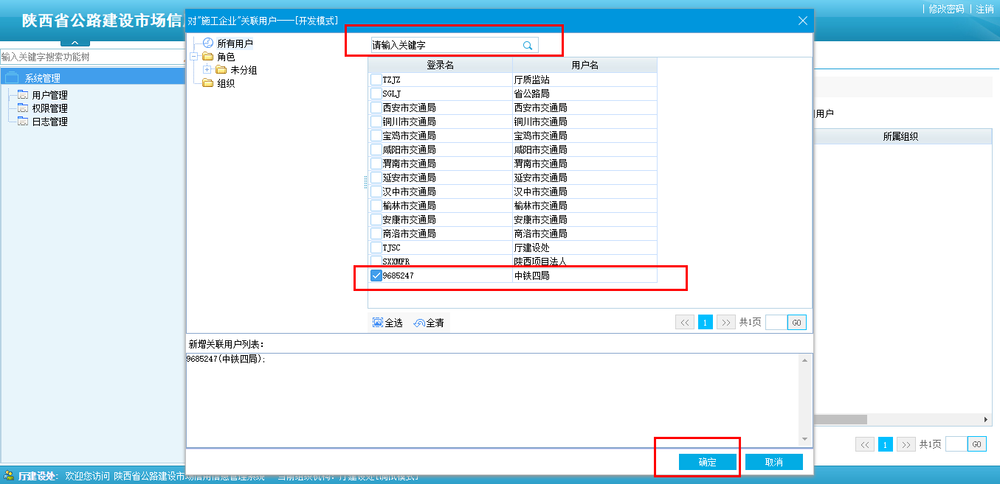 陕西省公路建设市场信
修改密码 注销
对"施工企业"关联用户——[开发模式]
输入关键字搜索功能树
系统管理
用户管理
权限管理
日志管理
所有用户
角色
未分组
组织
请输入关键字
登录名 用户名
TZJZ 厅质监站
SGLJ 省公路局
西安市交通局 西安市交通局
铜川市交通局 铜川市交通局
宝鸡市交通局 宝鸡市交通局
咸阳市交通局 咸阳市交通局
渭南市交通局 渭南市交通局
延安市交通局 延安市交通局
汉中市交通局 汉中市交通局
榆林市交通局 榆林市交通局
安康市交通局 安康市交通局
商洛市交通局 商洛市交通局
TJSC 厅建设处
SXXMFR 陕西项目法人
9685247 中铁四局
全选 全清
<< 1 >> 共1页 GO
新增关联用户列表:
9685247(中铁四局);
确定 取消
用户
所属组织
<< 1 >> 共1页 GO
厅建设处: 欢迎您访问 陕西省公路建设市场信用信息管理系统 当前组织机构: 厅建设处[调试模式]